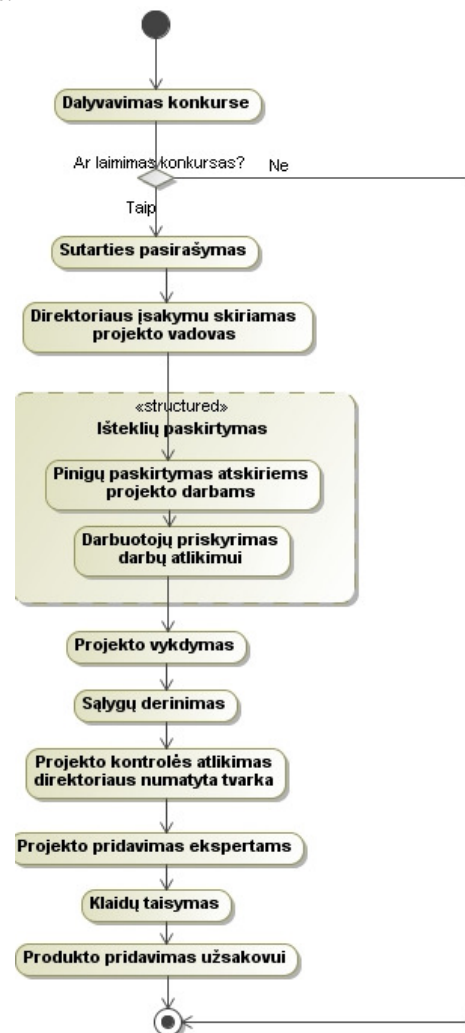 Dalyvavimas konkurse
Ar laimimas konkursas?
Ne
Taip
Sutarties pasirašymas
Direktoriaus įsakymu skiriamas
projekto vadovas
«structured»
Išteklių paskirtymas
Pinigų paskirtymas atskiriems
projekto darbams
Darbuotojų priskyrimas
darbų atlikimui
Projekto vykdymas
Sąlygų derinimas
Projekto kontrolės atlikimas
direktoriaus numatyta tvarka
Projekto pridavimas ekspertams
Klaidų taisymas
Produkto pridavimas užsakovui